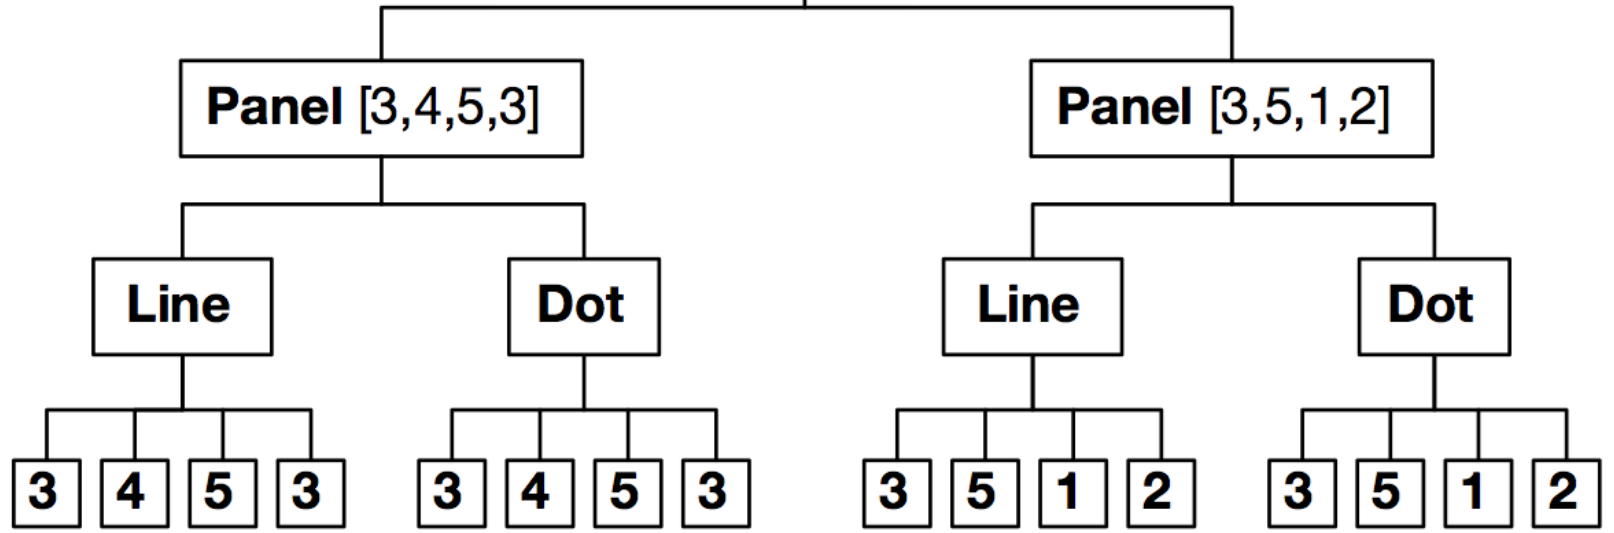 Panel [3,4,5,3] Panel [3,5,1,2]
Line Dot Line Dot
3 4 5 3 3 4 5 3 3 5 1 2 3 5 1 2